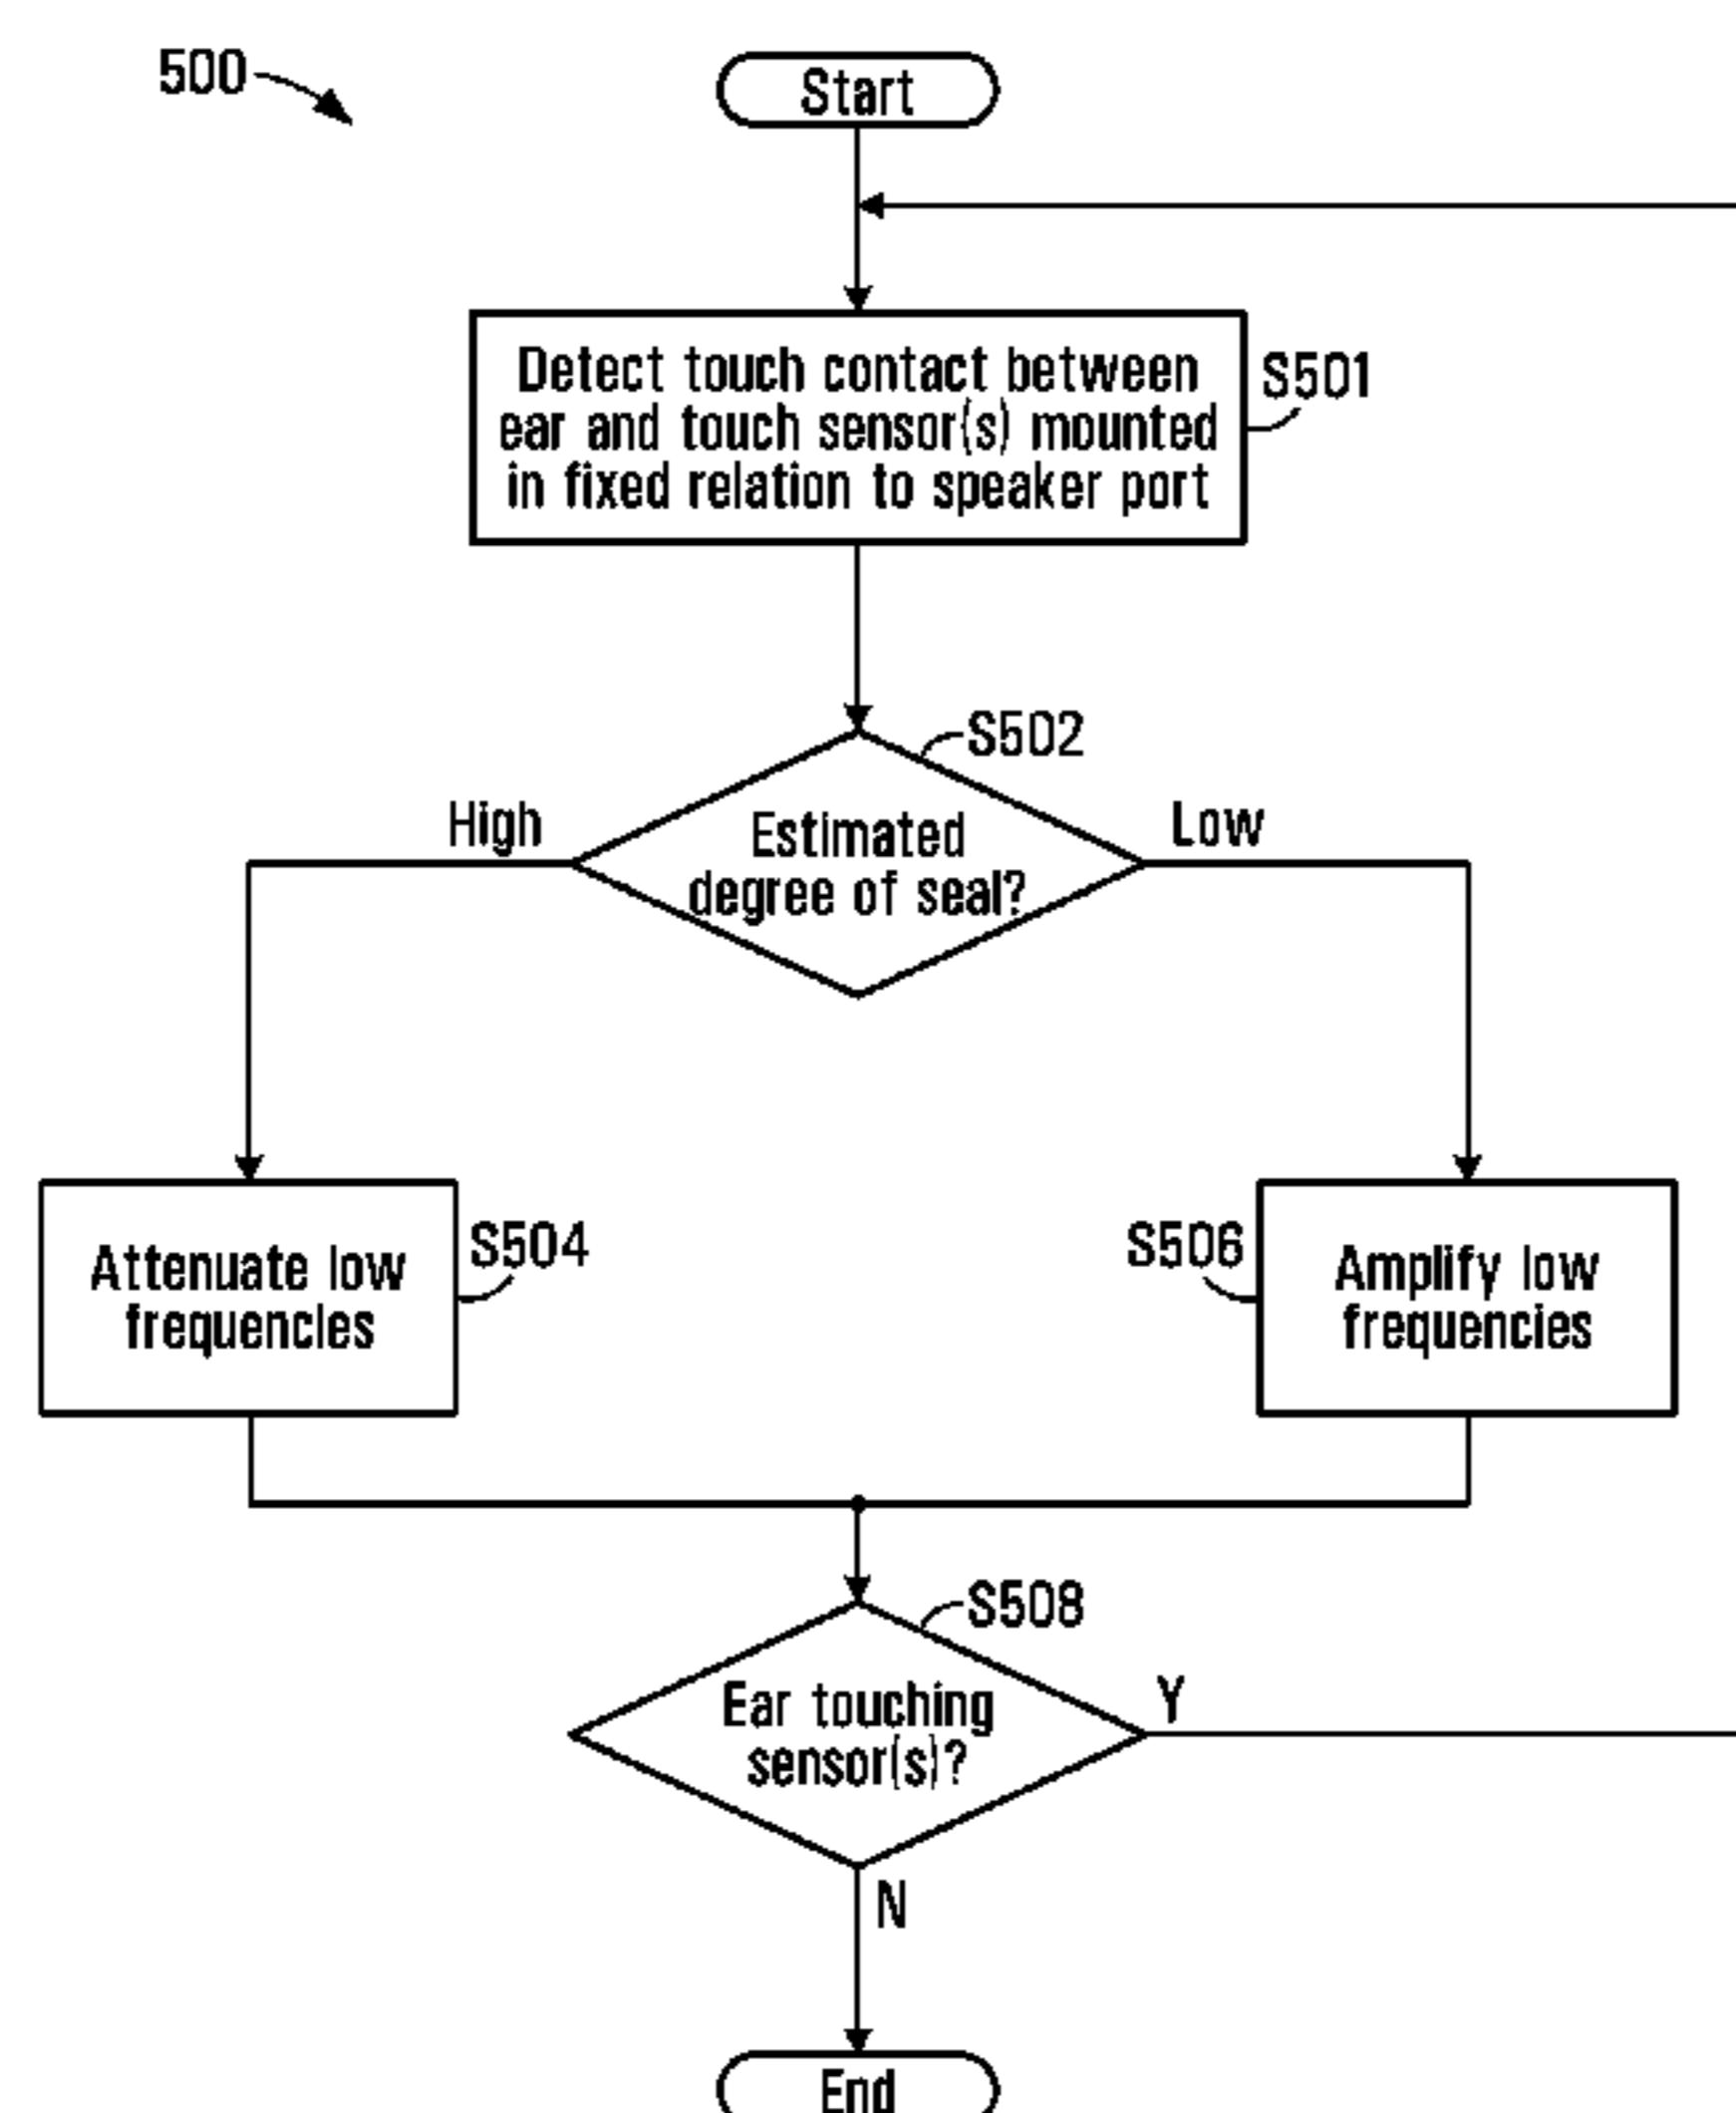 500
Start
Detect touch contact between
ear and touch sensor(s) mounted
in fixed relation to speaker port
S501
S502
High
Low
Estimated
degree of seal?
Attenuate low
frequencies
S504
S506
Amplify low
frequencies
S508
Ear touching
sensor(s)?
Y
N
End